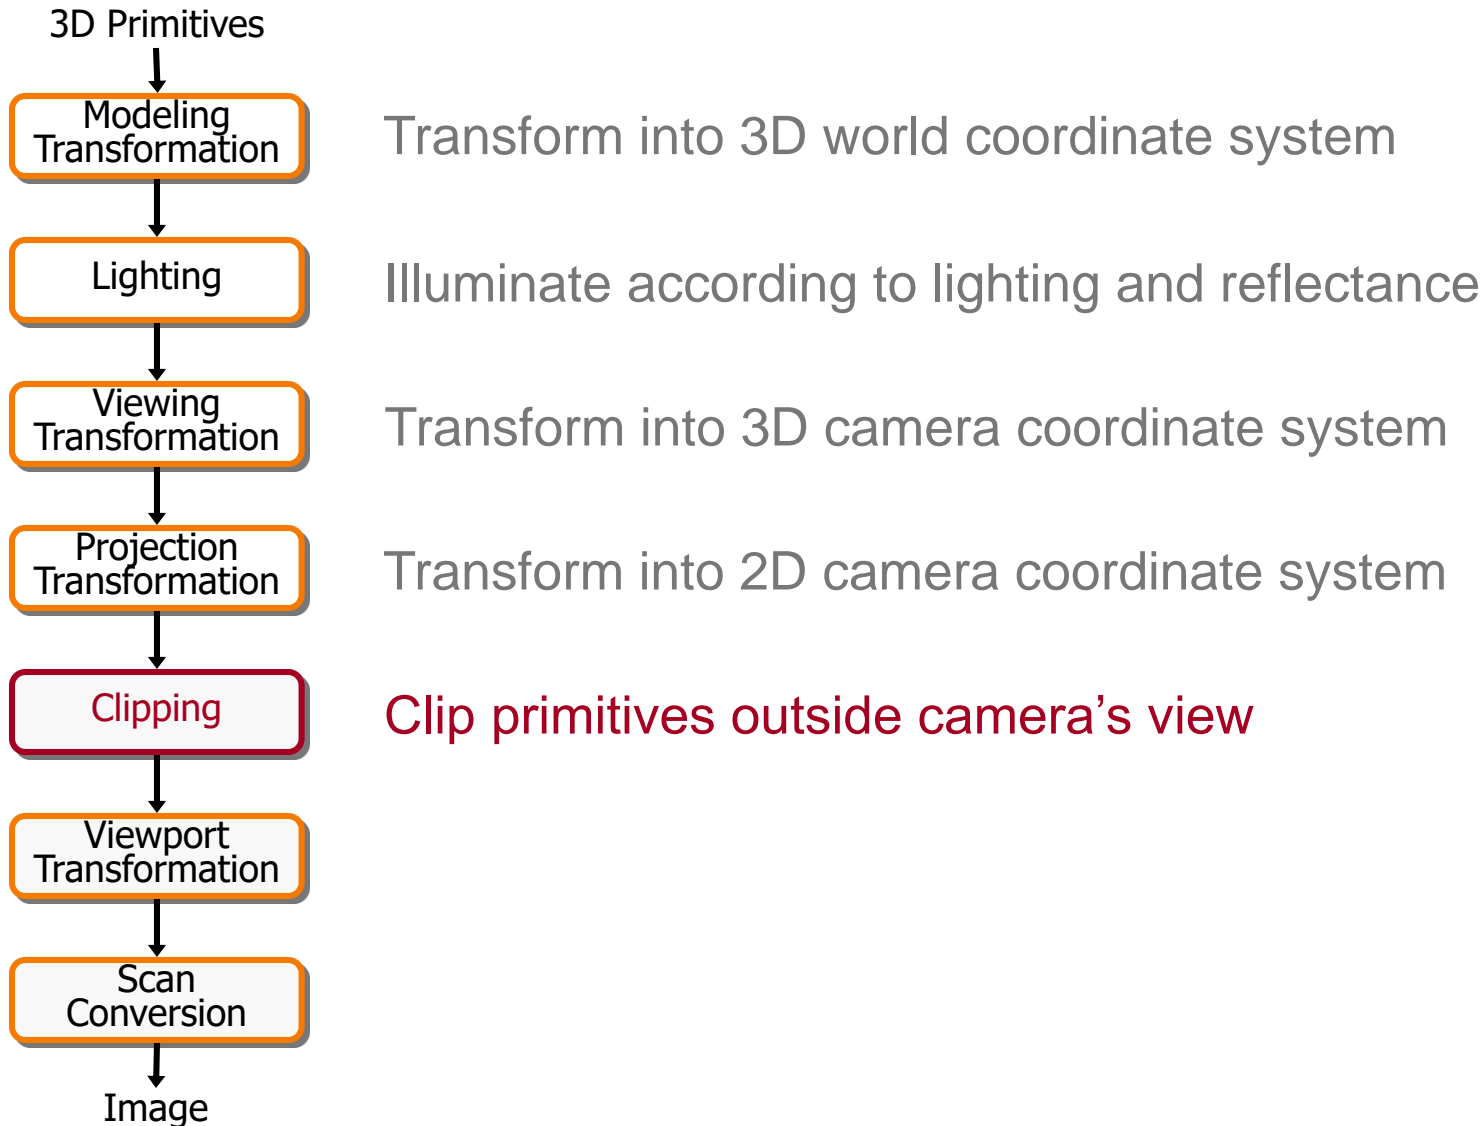 3D Primitives
Modeling
Transformation
Transform into 3D world coordinate system
Lighting
Illuminate according to lighting and reflectance
Viewing
Transformation
Transform into 3D camera coordinate system
Projection
Transformation
Transform into 2D camera coordinate system
Clipping
Clip primitives outside camera’s view
Viewport
Transformation
Scan
Conversion
Image